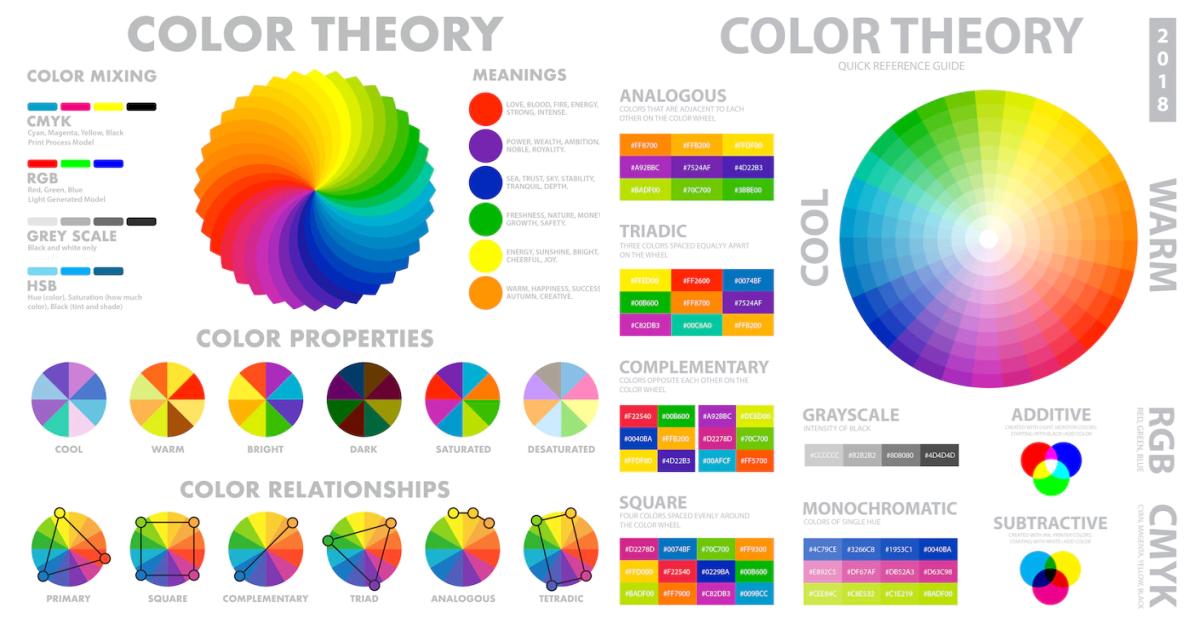 COLOR THEORY
COLOR MIXING
CMYK
Cyan, Magenta, Yellow, Black
Print Process Model
RGB
Red, Green, Blue
Light Generated Model
GREY SCALE
Black and white only
HSB
Hue (color), Saturation (how much
color), Black (tint and shade)
MEANINGS
LOVE, BLOOD, FIRE, ENERGY,
STRONG, INTENSE.
POWER, WEALTH, AMBITION,
NOBLE, ROYALITY.
SEA, TRUST, SKY, STABILITY,
TRANQUIL, DEPTH.
FRESHNESS, NATURE, MONEY
GROWTH, SAFETY.
ENERGY, SUNSHINE, BRIGHT,
CHEERFUL, JOY.
WARM, HAPPINESS, SUCCESS
AUTUMN, CREATIVE.
COLOR PROPERTIES
COOL
WARM
BRIGHT
DARK
SATURATED
DESATURATED
COLOR RELATIONSHIPS
PRIMARY
SQUARE
COMPLEMENTARY
TRIAD
ANALOGOUS
TETRADIC
COLOR THEORY
QUICK REFERENCE GUIDE
2018
ANALOGOUS
COLORS THAT ARE ADJACENT TO EACH
OTHER ON THE COLOR WHEEL
#FF8700 #FFB200 #FFDF00
#A92BBC #7524AF #4D22B3
#BADF00 #70C700 #3BBE00
TRIADIC
THREE COLORS SPACED EQUALYY APART
ON THE WHEEL
#FFED00 #FF2600 #0074BF
#00B600 #FF8700 #7524AF
#C82DB3 #00C6A0 #FFB200
COMPLEMENTARY
COLORS OPPOSITE EACH OTHER ON THE
COLOR WHEEL
#F22540 #00B600 #A92BBC #DCED00
#0040BA #FFB200 #D2278D #70C700
#FFDF00 #4D22B3 #00AFCF #FF5700
SQUARE
FOUR COLORS SPACED EVENLY AROUND
THE COLOR WHEEL
#D2278D #0074BF #70C700 #FF9300
#FFD000 #F22540 #0229BA #00B600
#BADF00 #FF7900 #C82DB3 #009BCC
COOL
WARM
GRAYSCALE
INTENSITY OF BLACK
#CCCCCC #B2B2B2 #808080 #4D4D4D
MONOCHROMATIC
COLORS OF SINGLE HUE
#4C79CE #3266C8 #1953C1 #0040BA
#E892C5 #DF67AF #DB52A3 #D63C98
#CEE84C #C8E532 #C1E219 #BADF00
ADDITIVE
CREATED WITH LIGHT, MONITOR COLORS.
STARTING WITH BLACK / ADD COLOR
SUBTRACTIVE
CREATED WITH INK, PRINTER COLORS.
STARTING WITH WHITE / ADD COLOR
RGB
RED, GREEN, BLUE
CMYK
CYAN, MAGENTA, YELLOW, BLACK